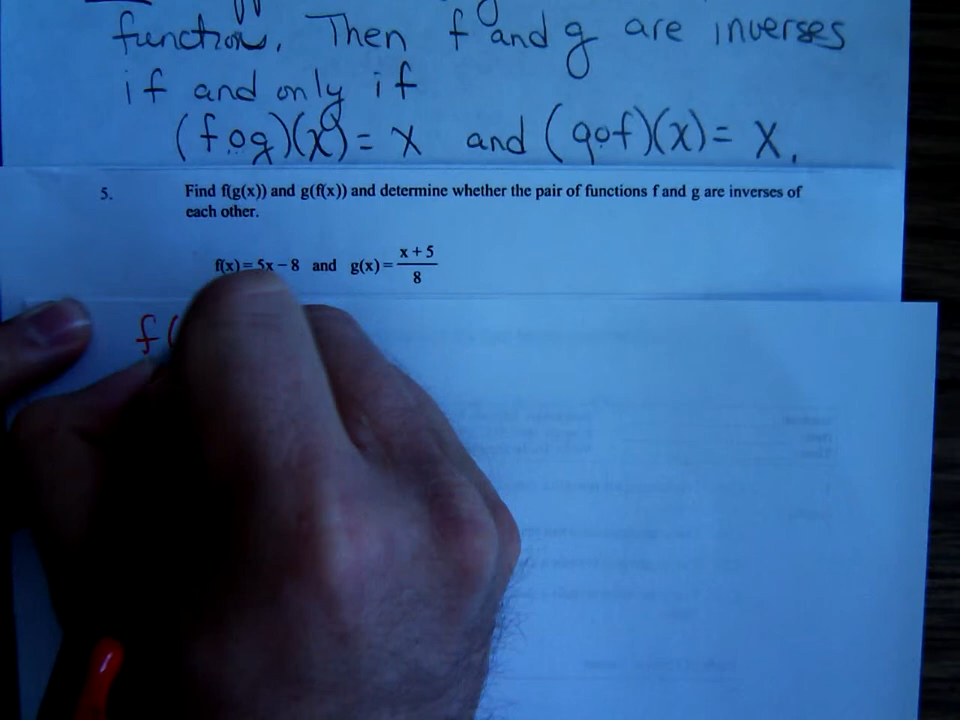 function. Then f and g are inverses
if and only if
(f∘g)(x) = x and (g∘f)(x) = x.
5. Find f(g(x)) and g(f(x)) and determine whether the pair of functions f and g are inverses of
each other.
f(x) = 5x − 8 and g(x) = x + 5
8
f(